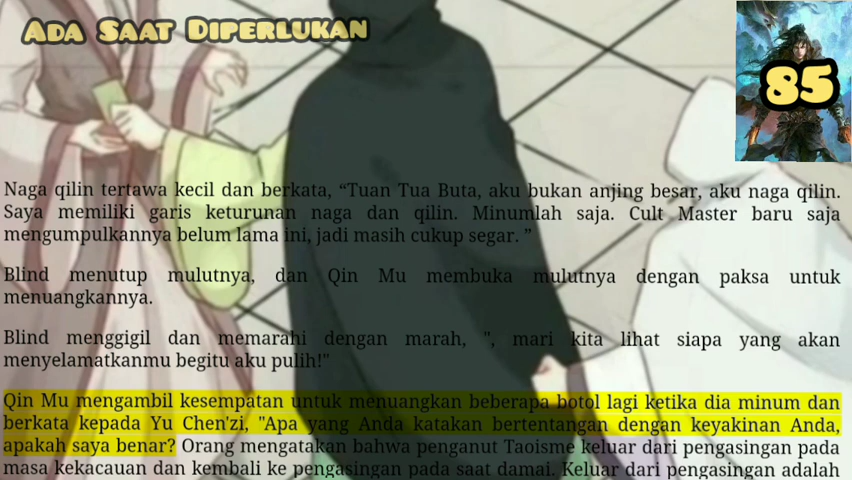 Ada Saat Diperlukan
85
Naga qilin tertawa kecil dan berkata, “Tuan Tua Buta, aku bukan anjing besar, aku naga qilin.
Saya memiliki garis keturunan naga dan qilin. Minumlah saja. Cult Master baru saja
mengumpulkannya belum lama ini, jadi masih cukup segar. ”
Blind menutup mulutnya, dan Qin Mu membuka mulutnya dengan paksa untuk
menuangkannya.
Blind menggigil dan memarahi dengan marah, ", mari kita lihat siapa yang akan
menyelamatkanmu begitu aku pulih!"
Qin Mu mengambil kesempatan untuk menuangkan beberapa botol lagi ketika dia minum dan
berkata kepada Yu Chen'zi, "Apa yang Anda katakan bertentangan dengan keyakinan Anda,
apakah saya benar? Orang mengatakan bahwa penganut Taoisme keluar dari pengasingan pada
masa kekacauan dan kembali ke pengasingan pada saat damai. Keluar dari pengasingan adalah